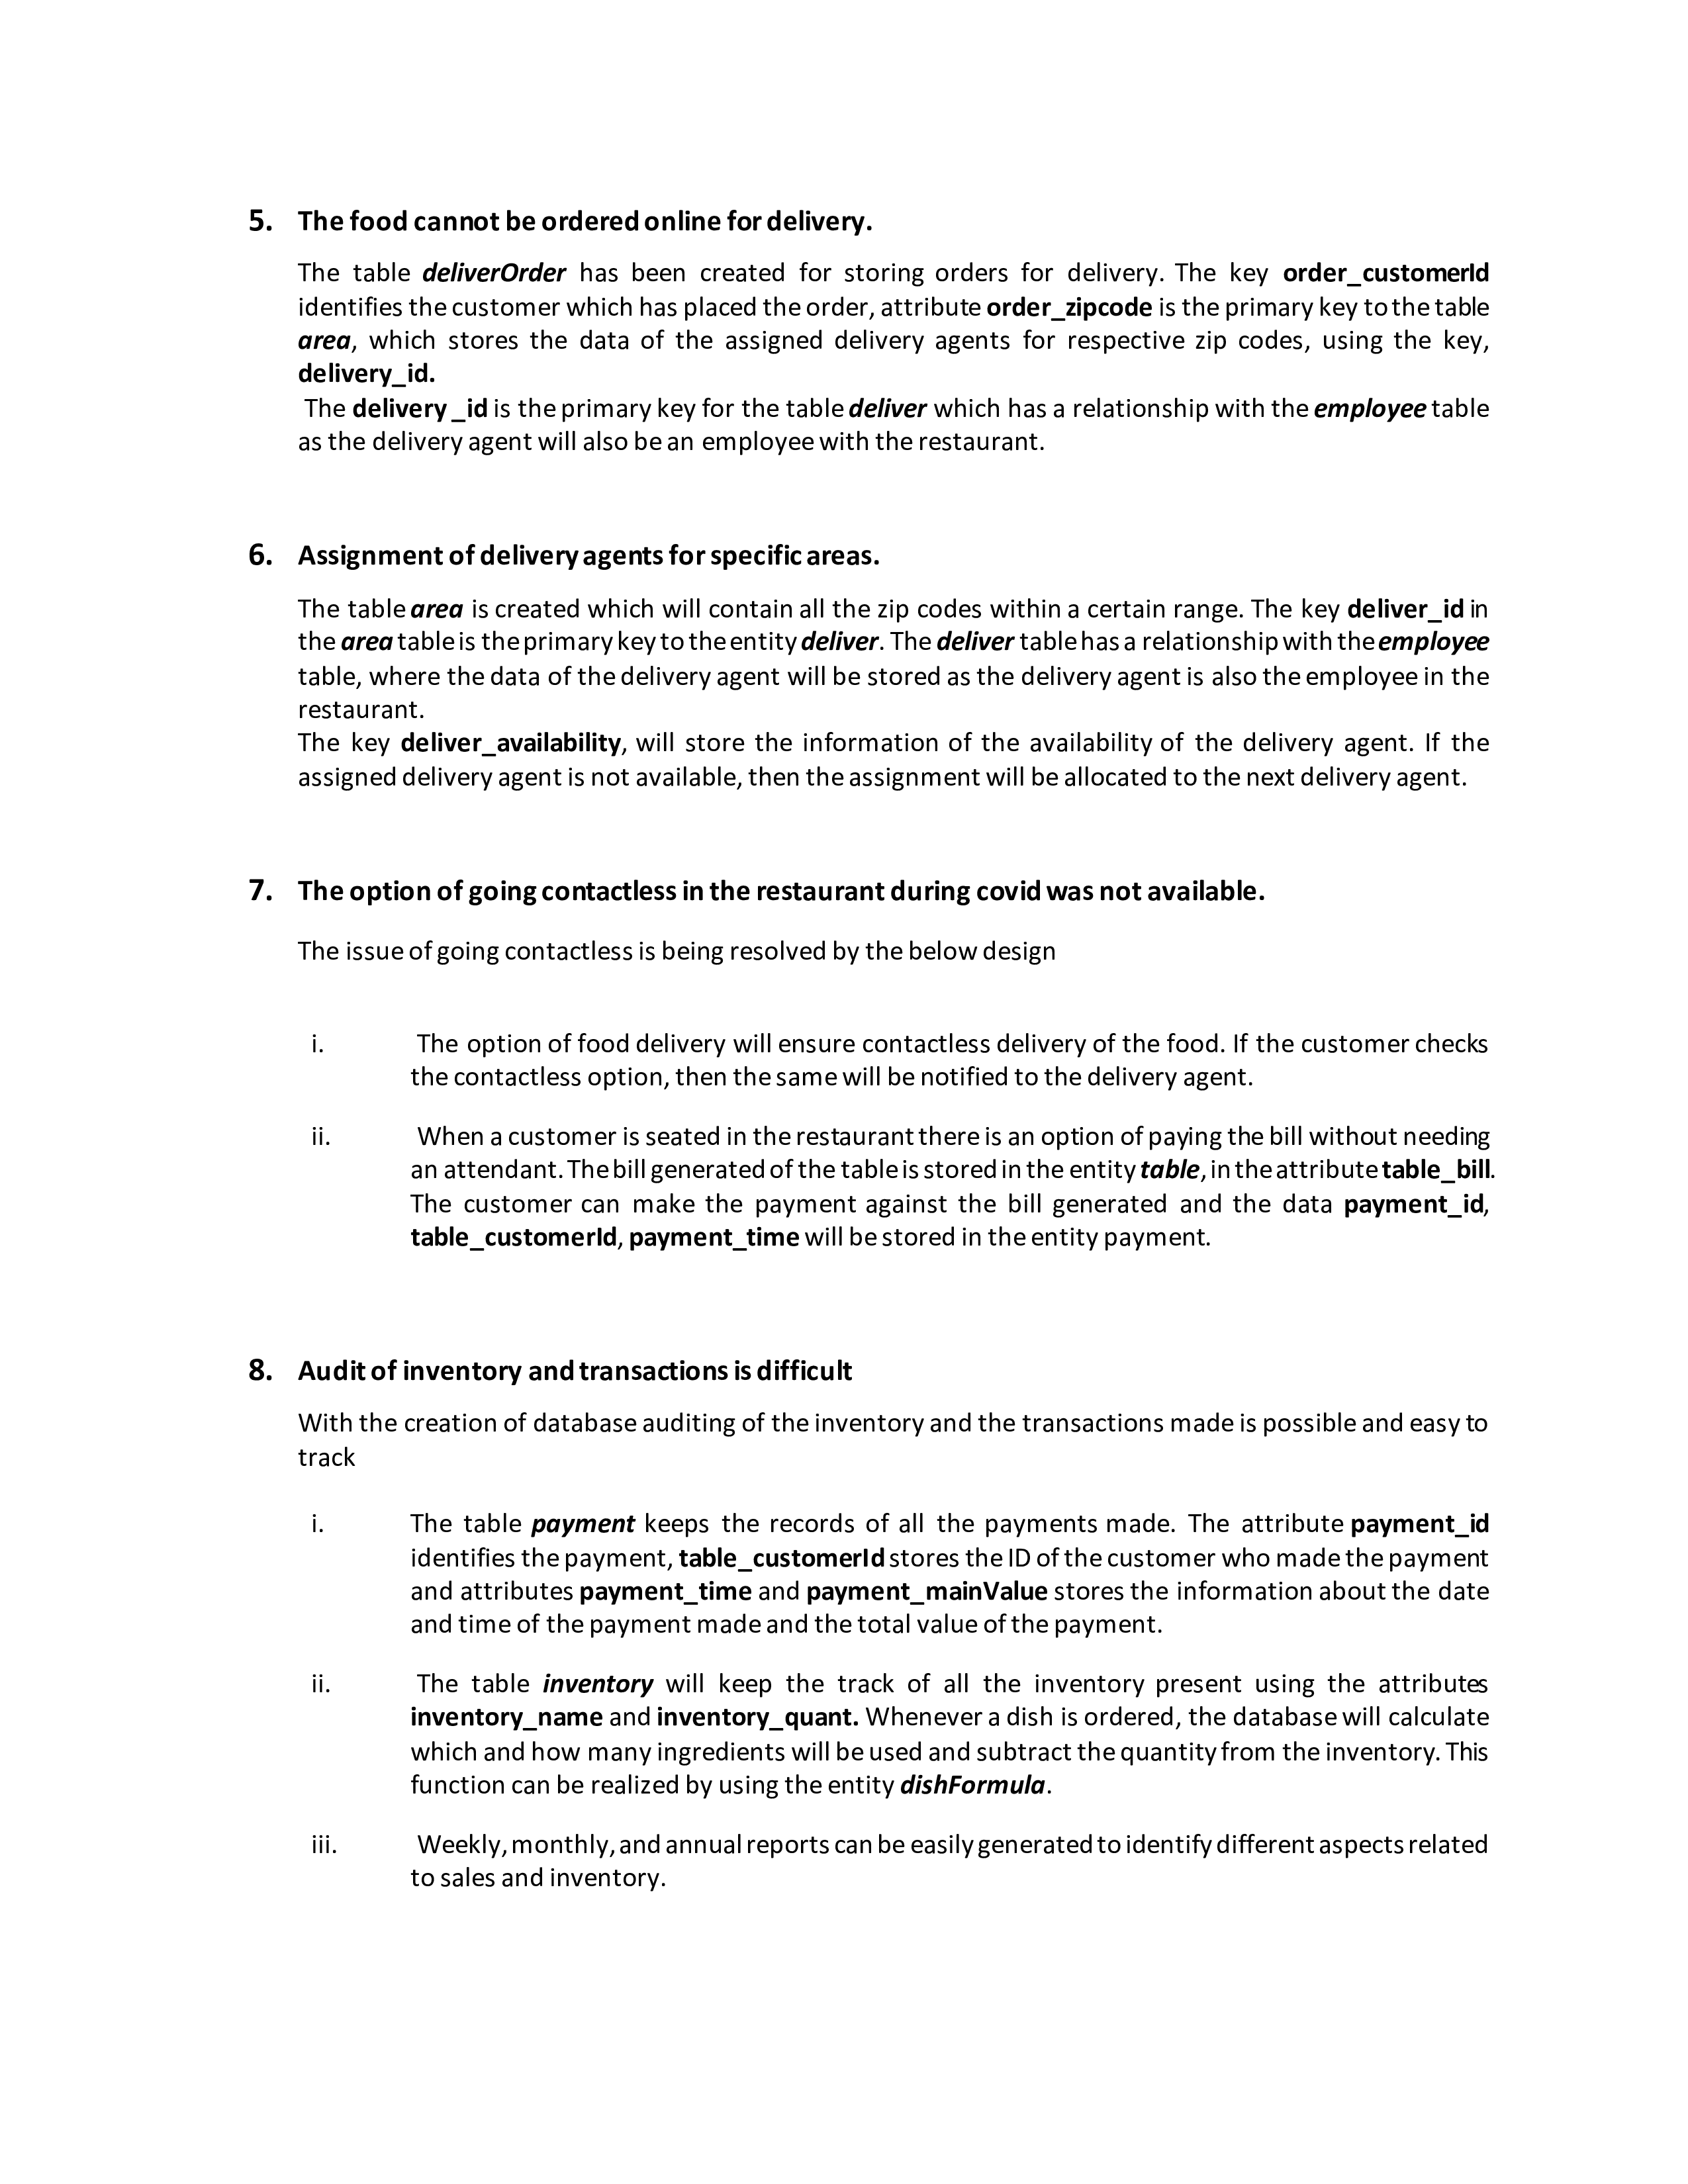 5. The food cannot be ordered online for delivery.
The table deliverOrder has been created for storing orders for delivery. The key order_customerId
identifies the customer which has placed the order, attribute order_zipcode is the primary key to the table
area, which stores the data of the assigned delivery agents for respective zip codes, using the key,
delivery_id.
The delivery _id is the primary key for the table deliver which has a relationship with the employee table
as the delivery agent will also be an employee with the restaurant.
6. Assignment of delivery agents for specific areas.
The table area is created which will contain all the zip codes within a certain range. The key deliver_id in
the area table is the primary key to the entity deliver. The deliver table has a relationship with the employee
table, where the data of the delivery agent will be stored as the delivery agent is also the employee in the
restaurant.
The key deliver_availability, will store the information of the availability of the delivery agent. If the
assigned delivery agent is not available, then the assignment will be allocated to the next delivery agent.
7. The option of going contactless in the restaurant during covid was not available.
The issue of going contactless is being resolved by the below design
i. The option of food delivery will ensure contactless delivery of the food. If the customer checks
the contactless option, then the same will be notified to the delivery agent.
ii. When a customer is seated in the restaurant there is an option of paying the bill without needing
an attendant. The bill generated of the table is stored in the entity table, in the attribute table_bill.
The customer can make the payment against the bill generated and the data payment_id,
table_customerId, payment_time will be stored in the entity payment.
8. Audit of inventory and transactions is difficult
With the creation of database auditing of the inventory and the transactions made is possible and easy to
track
i. The table payment keeps the records of all the payments made. The attribute payment_id
identifies the payment, table_customerId stores the ID of the customer who made the payment
and attributes payment_time and payment_mainValue stores the information about the date
and time of the payment made and the total value of the payment.
ii. The table inventory will keep the track of all the inventory present using the attributes
inventory_name and inventory_quant. Whenever a dish is ordered, the database will calculate
which and how many ingredients will be used and subtract the quantity from the inventory. This
function can be realized by using the entity dishFormula.
iii. Weekly, monthly, and annual reports can be easily generated to identify different aspects related
to sales and inventory.